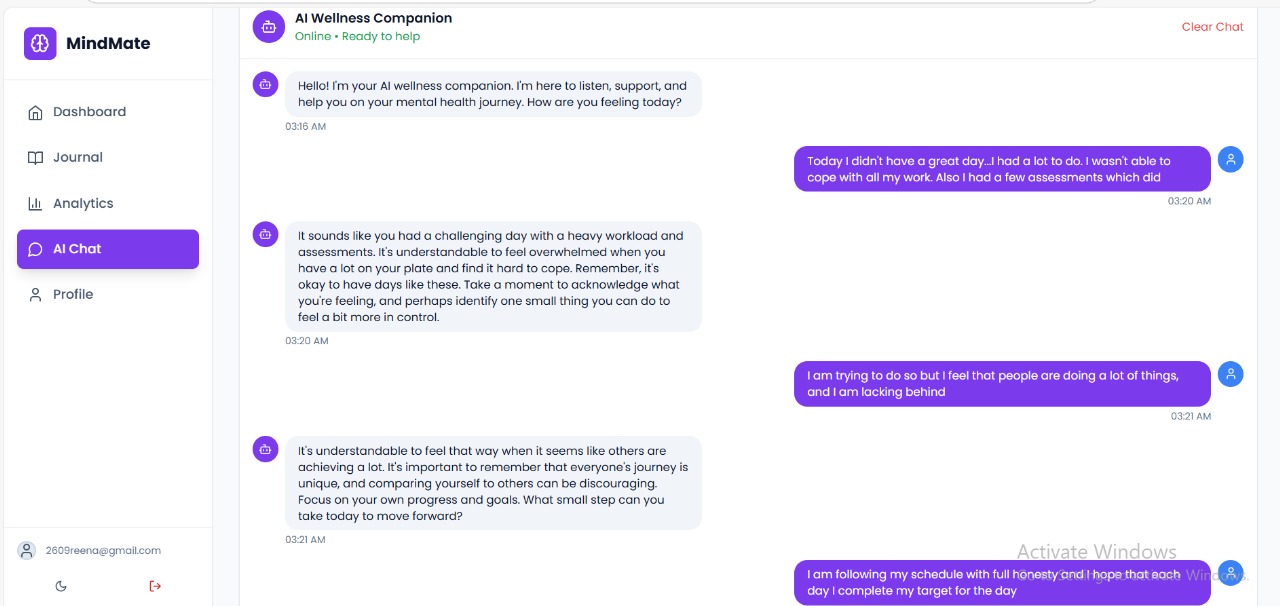 MindMate
Dashboard
Journal
Analytics
AI Chat
Profile
2609reena@gmail.com
AI Wellness Companion
Online • Ready to help
Clear Chat
Hello! I'm your AI wellness companion. I'm here to listen, support, and
help you on your mental health journey. How are you feeling today?
03:16 AM
Today I didn't have a great day...I had a lot to do. I wasn't able to
cope with all my work. Also I had a few assessments which did
03:20 AM
It sounds like you had a challenging day with a heavy workload and
assessments. It's understandable to feel overwhelmed when you
have a lot on your plate and find it hard to cope. Remember, it's
okay to have days like these. Take a moment to acknowledge what
you're feeling, and perhaps identify one small thing you can do to
feel a bit more in control.
03:20 AM
I am trying to do so but I feel that people are doing a lot of things,
and I am lacking behind
03:21 AM
It's understandable to feel that way when it seems like others are
achieving a lot. It's important to remember that everyone's journey is
unique, and comparing yourself to others can be discouraging.
Focus on your own progress and goals. What small step can you
take today to move forward?
03:21 AM
I am following my schedule with full honesty and I hope that each
day I complete my target for the day
Activate Windows
Go to Settings to activate Windows.